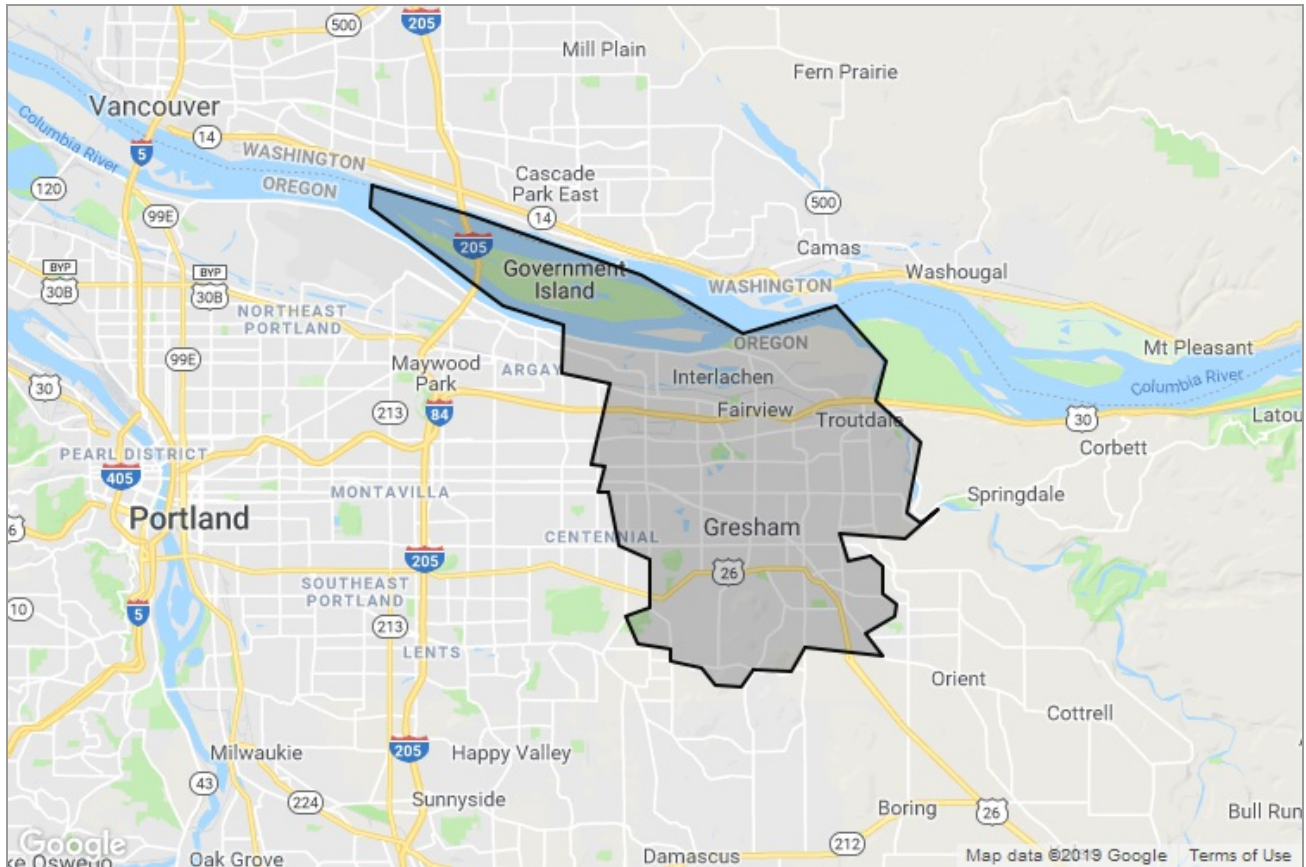 500
205
Mill Plain
Fern Prairie
Vancouver
Columbia River
5
14
WASHINGTON
OREGON
Cascade
Park East
14
120
99E
500
205
Camas
Washougal
BYP
30B
BYP
30B
Government
Island
WASHINGTON
NORTHEAST
PORTLAND
OREGON
Mt Pleasant
99E
Maywood
Park
ARGAY
Interlachen
Columbia River
30
213
84
Fairview
Troutdale
30
Latou
Corbett
PEARL DISTRICT
405
MONTAVILLA
Springdale
Portland
6
CENTENNIAL
Gresham
205
26
SOUTHEAST
PORTLAND
10
5
213
LENTS
Orient
Cottrell
Milwaukie
205
Happy Valley
43
224
Sunnyside
Boring
26
Bull Run
Google
ke Oswego
Oak Grove
Damascus
212
Map data ©2019 Google
Terms of Use